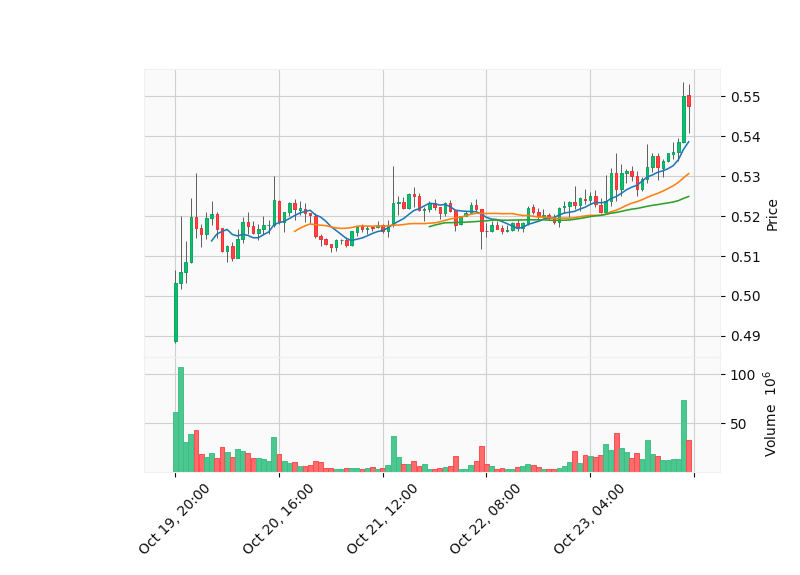 0.55
0.54
0.53
0.52
0.51
0.50
0.49
Price
100
50
Volume 10⁶
Oct 19, 20:00
Oct 20, 16:00
Oct 21, 12:00
Oct 22, 08:00
Oct 23, 04:00